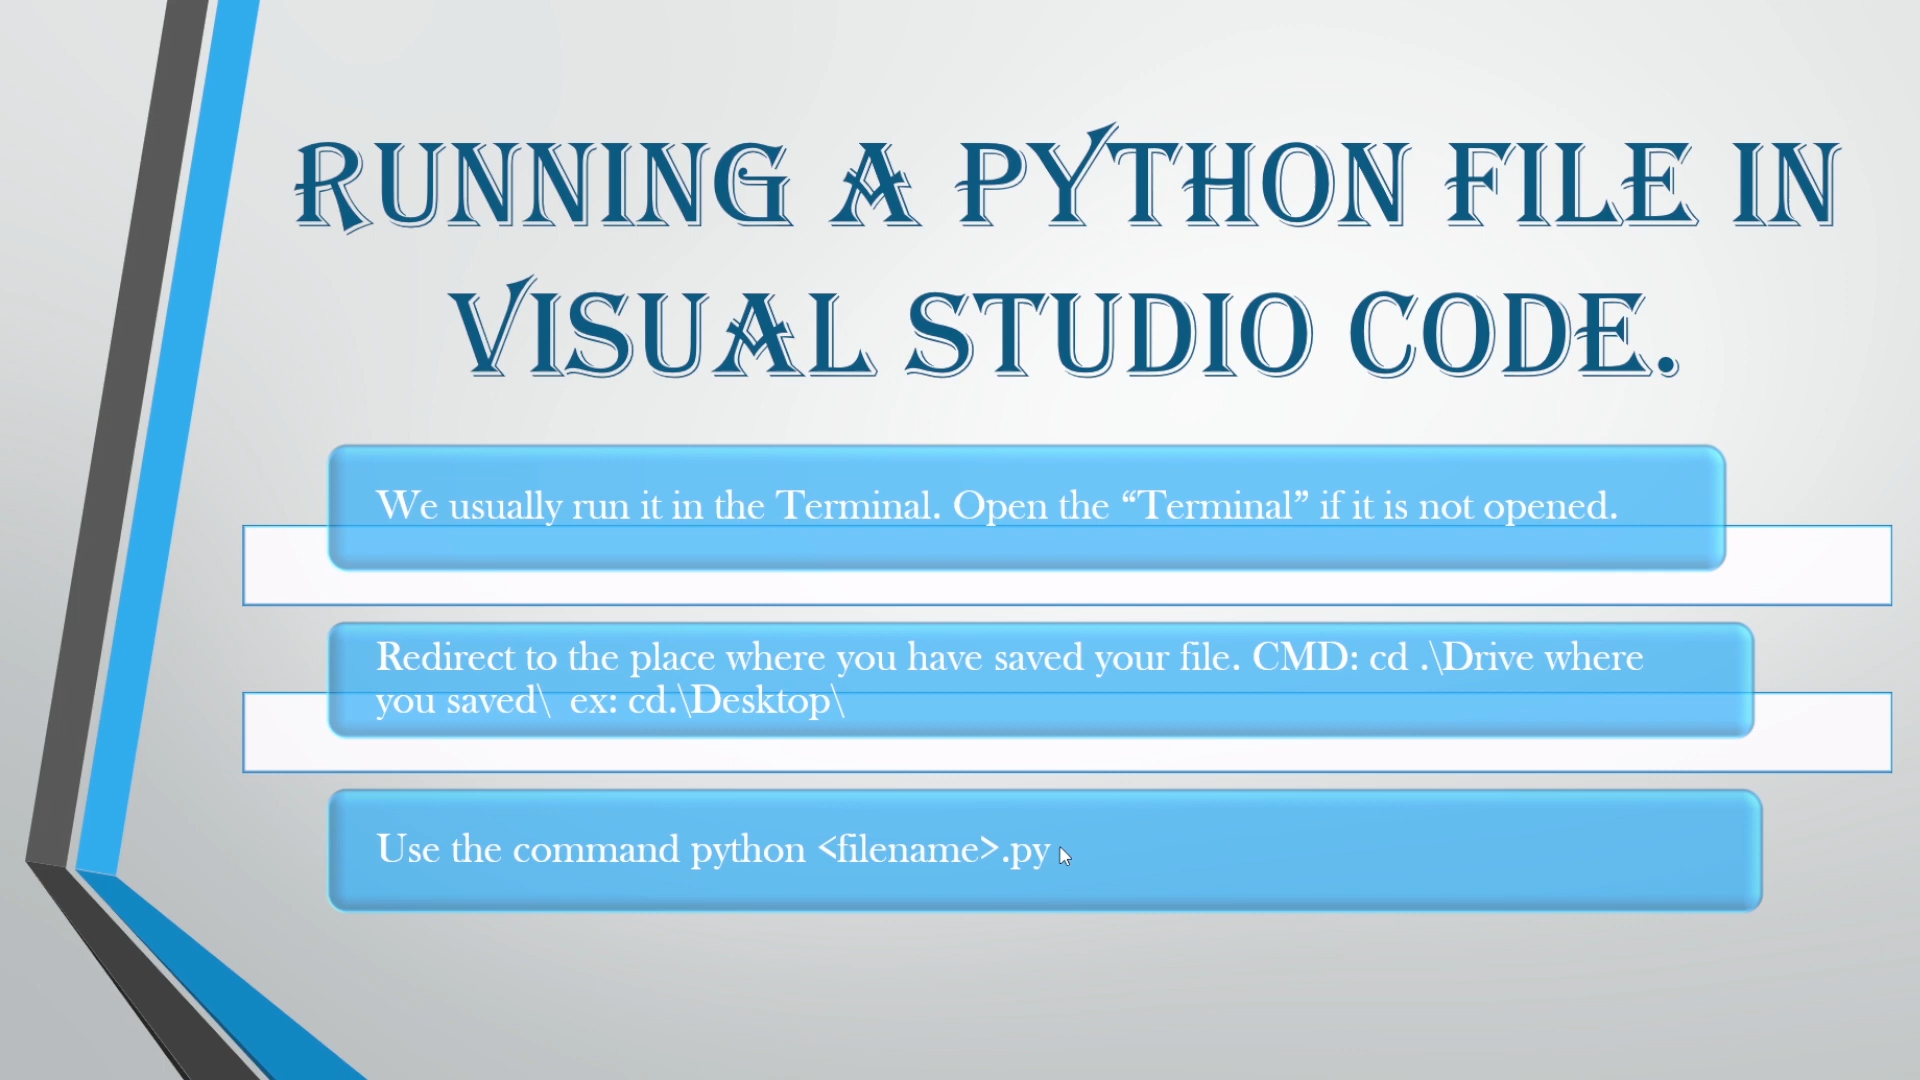 RUNNING A PYTHON FILE IN
VISUAL STUDIO CODE.
We usually run it in the Terminal. Open the “Terminal” if it is not opened.
Redirect to the place where you have saved your file. CMD: cd .\Drive where
you saved\  ex: cd.\Desktop\
Use the command python <filename>.py